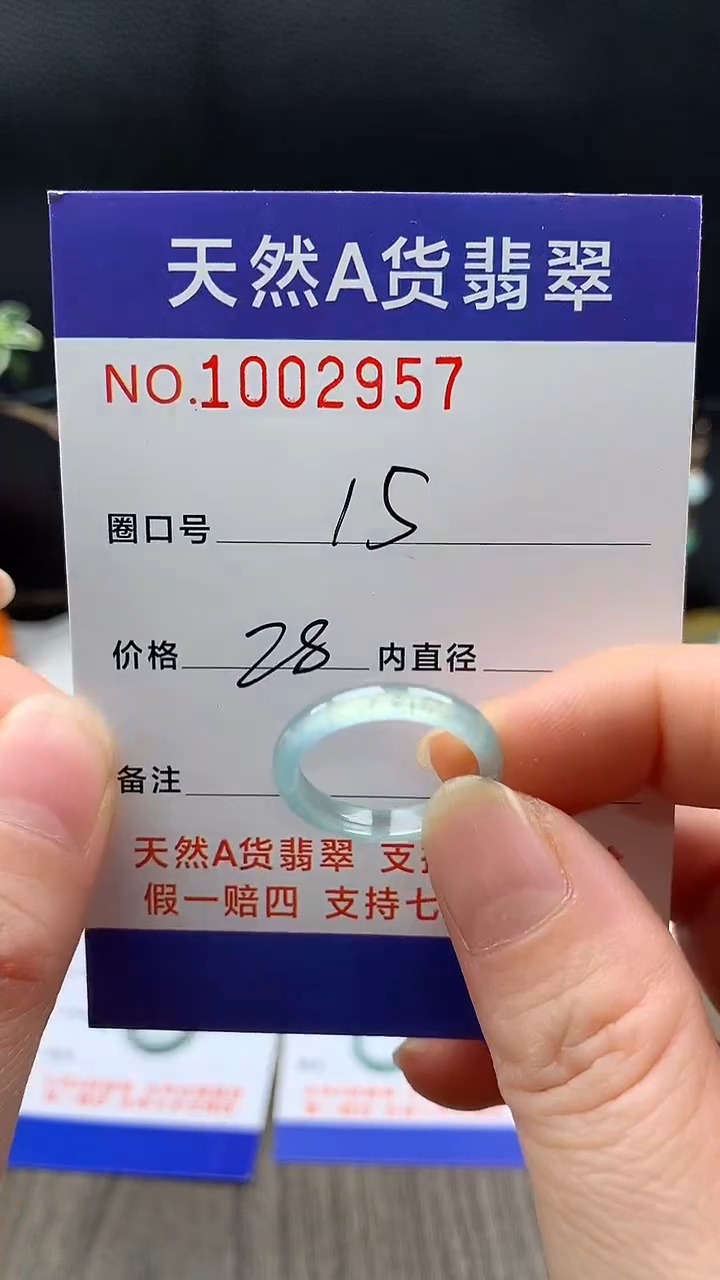 天然A货翡翠
NO.1002957
圈口号 15
价格 28 内直径
备注
天然A货翡翠 支
假一赔四 支持七